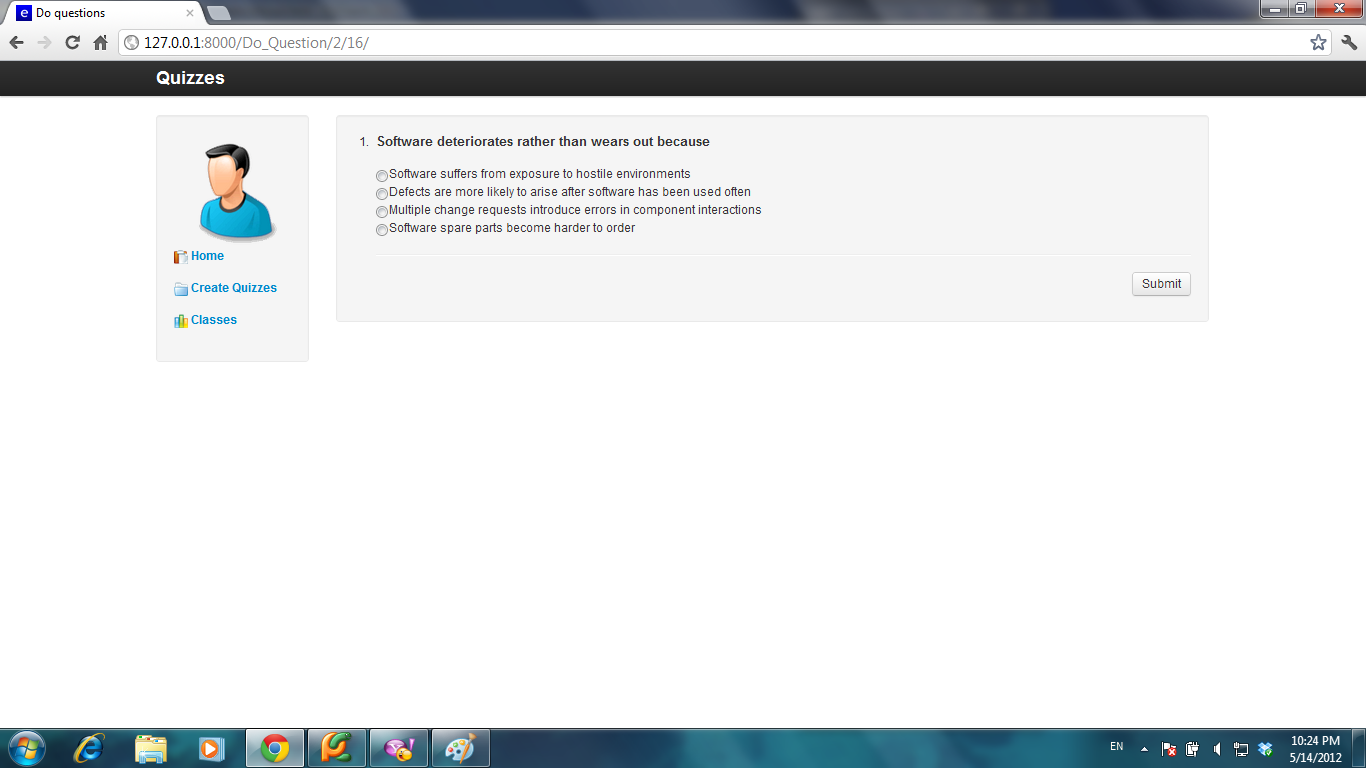 Do questions
127.0.0.1:8000/Do_Question/2/16/
Quizzes
Home
Create Quizzes
Classes
1. Software deteriorates rather than wears out because
Software suffers from exposure to hostile environments
Defects are more likely to arise after software has been used often
Multiple change requests introduce errors in component interactions
Software spare parts become harder to order
Submit
EN
10:24 PM
5/14/2012